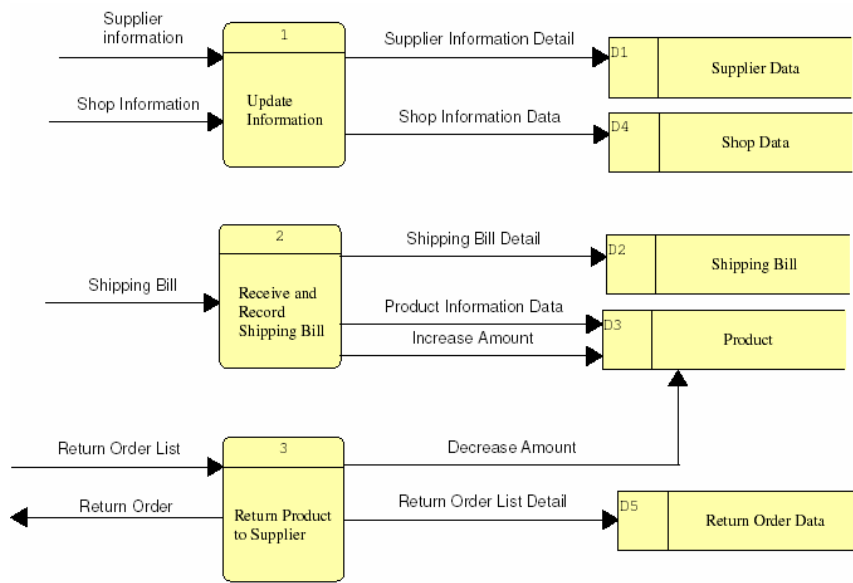 Supplier
information
1
Supplier Information Detail
D1
Supplier Data
Shop Information
Update
Information
Shop Information Data
D4
Shop Data
2
Shipping Bill Detail
D2
Shipping Bill
Shipping Bill
Receive and
Record
Shipping Bill
Product Information Data
Increase Amount
D3
Product
Return Order List
3
Decrease Amount
Return Order
Return Product
to Supplier
Return Order List Detail
D5
Return Order Data